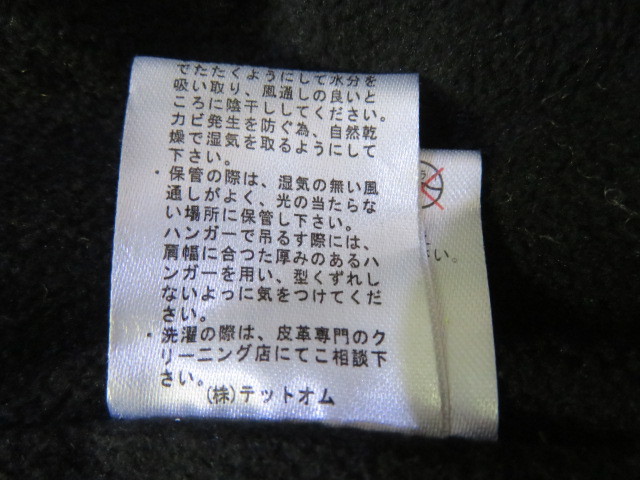 でたたくようにして水分を
吸い取り、風通しの良いと
ころに陰干ししてください。
カビ発生を防ぐ為、自然乾
燥で湿気を取るようにして
下さい。
・保管の際は、湿気の無い風
通しがよく、光の当たらな
い場所に保管し下さい。
ハンガーで吊るす際には、
肩幅に合つた厚みのあるハ
ンガーを用い、型くずれし
ないよっに気をつけてくだ
さい。
・洗濯の際は、皮革専門のク
リーニング店にてこ相談下
さい。
(株)テットオム
さい。